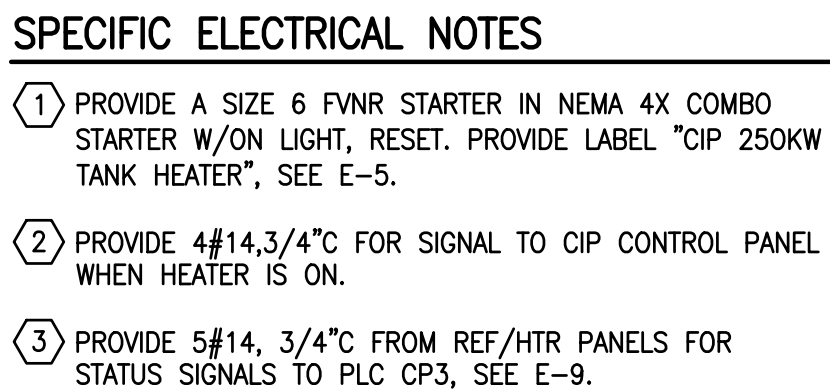 SPECIFIC ELECTRICAL NOTES
1 PROVIDE A SIZE 6 FVNR STARTER IN NEMA 4X COMBO
STARTER W/ON LIGHT, RESET. PROVIDE LABEL "CIP 250KW
TANK HEATER", SEE E-5.
2 PROVIDE 4#14,3/4"C FOR SIGNAL TO CIP CONTROL PANEL
WHEN HEATER IS ON.
3 PROVIDE 5#14, 3/4"C FROM REF/HTR PANELS FOR
STATUS SIGNALS TO PLC CP3, SEE E-9.